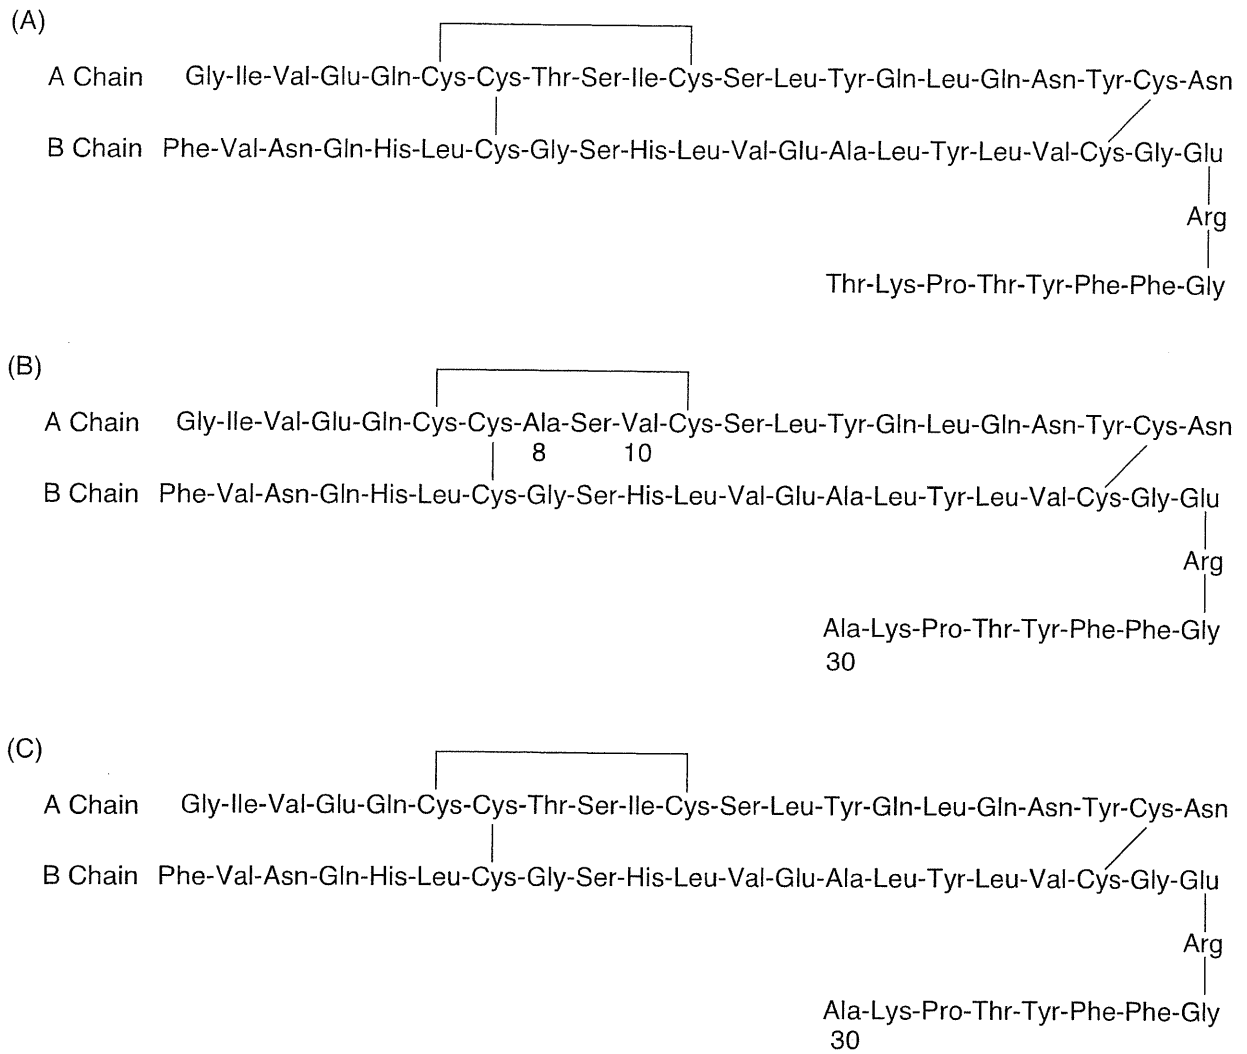 (A)
A Chain Gly-Ile-Val-Glu-Gln-Cys-Cys-Thr-Ser-Ile-Cys-Ser-Leu-Tyr-Gln-Leu-Gln-Asn-Tyr-Cys-Asn
B Chain Phe-Val-Asn-Gln-His-Leu-Cys-Gly-Ser-His-Leu-Val-Glu-Ala-Leu-Tyr-Leu-Val-Cys-Gly-Glu
Arg
Thr-Lys-Pro-Thr-Tyr-Phe-Phe-Gly
(B)
A Chain Gly-Ile-Val-Glu-Gln-Cys-Cys-Ala-Ser-Val-Cys-Ser-Leu-Tyr-Gln-Leu-Gln-Asn-Tyr-Cys-Asn
8 10
B Chain Phe-Val-Asn-Gln-His-Leu-Cys-Gly-Ser-His-Leu-Val-Glu-Ala-Leu-Tyr-Leu-Val-Cys-Gly-Glu
Arg
Ala-Lys-Pro-Thr-Tyr-Phe-Phe-Gly
30
(C)
A Chain Gly-Ile-Val-Glu-Gln-Cys-Cys-Thr-Ser-Ile-Cys-Ser-Leu-Tyr-Gln-Leu-Gln-Asn-Tyr-Cys-Asn
B Chain Phe-Val-Asn-Gln-His-Leu-Cys-Gly-Ser-His-Leu-Val-Glu-Ala-Leu-Tyr-Leu-Val-Cys-Gly-Glu
Arg
Ala-Lys-Pro-Thr-Tyr-Phe-Phe-Gly
30